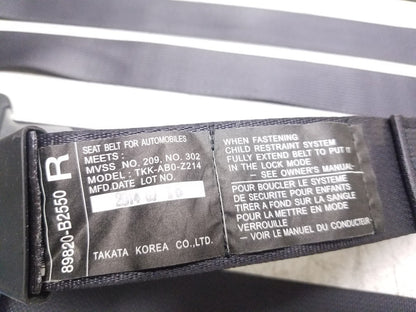 R
89820-B2550
SEAT BELT FOR AUTOMOBILES
MEETS :
MVSS NO. 209, NO. 302
MODEL : TKK-AB0-Z214
MFD.DATE LOT NO.
TAKATA KOREA CO.,LTD.
WHEN FASTENING
CHILD RESTRAINT SYSTEM
FULLY EXTEND BELT TO PUT IT
IN THE LOCK MODE
- SEE OWNER'S MANUAL-
POUR BOUCLER LE SYSTEME
DE SECURITE POUR ENFANTS
TIRER A FOND SUR LA SANGLE
POUR LA METTRE EN MODE
VERROUILLE
- VOIR LE MANUEL DU CONDUCTEUR-